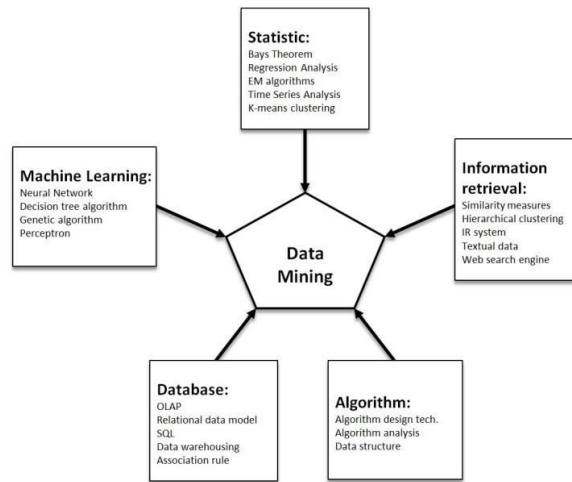 Statistic:
Bays Theorem
Regression Analysis
EM algorithms
Time Series Analysis
K-means clustering
Machine Learning:
Neural Network
Decision tree algorithm
Genetic algorithm
Perceptron
Information
retrieval:
Similarity measures
Hierarchical clustering
IR system
Textual data
Web search engine
Data
Mining
Database:
OLAP
Relational data model
SQL
Data warehousing
Association rule
Algorithm:
Algorithm design tech.
Algorithm analysis
Data structure